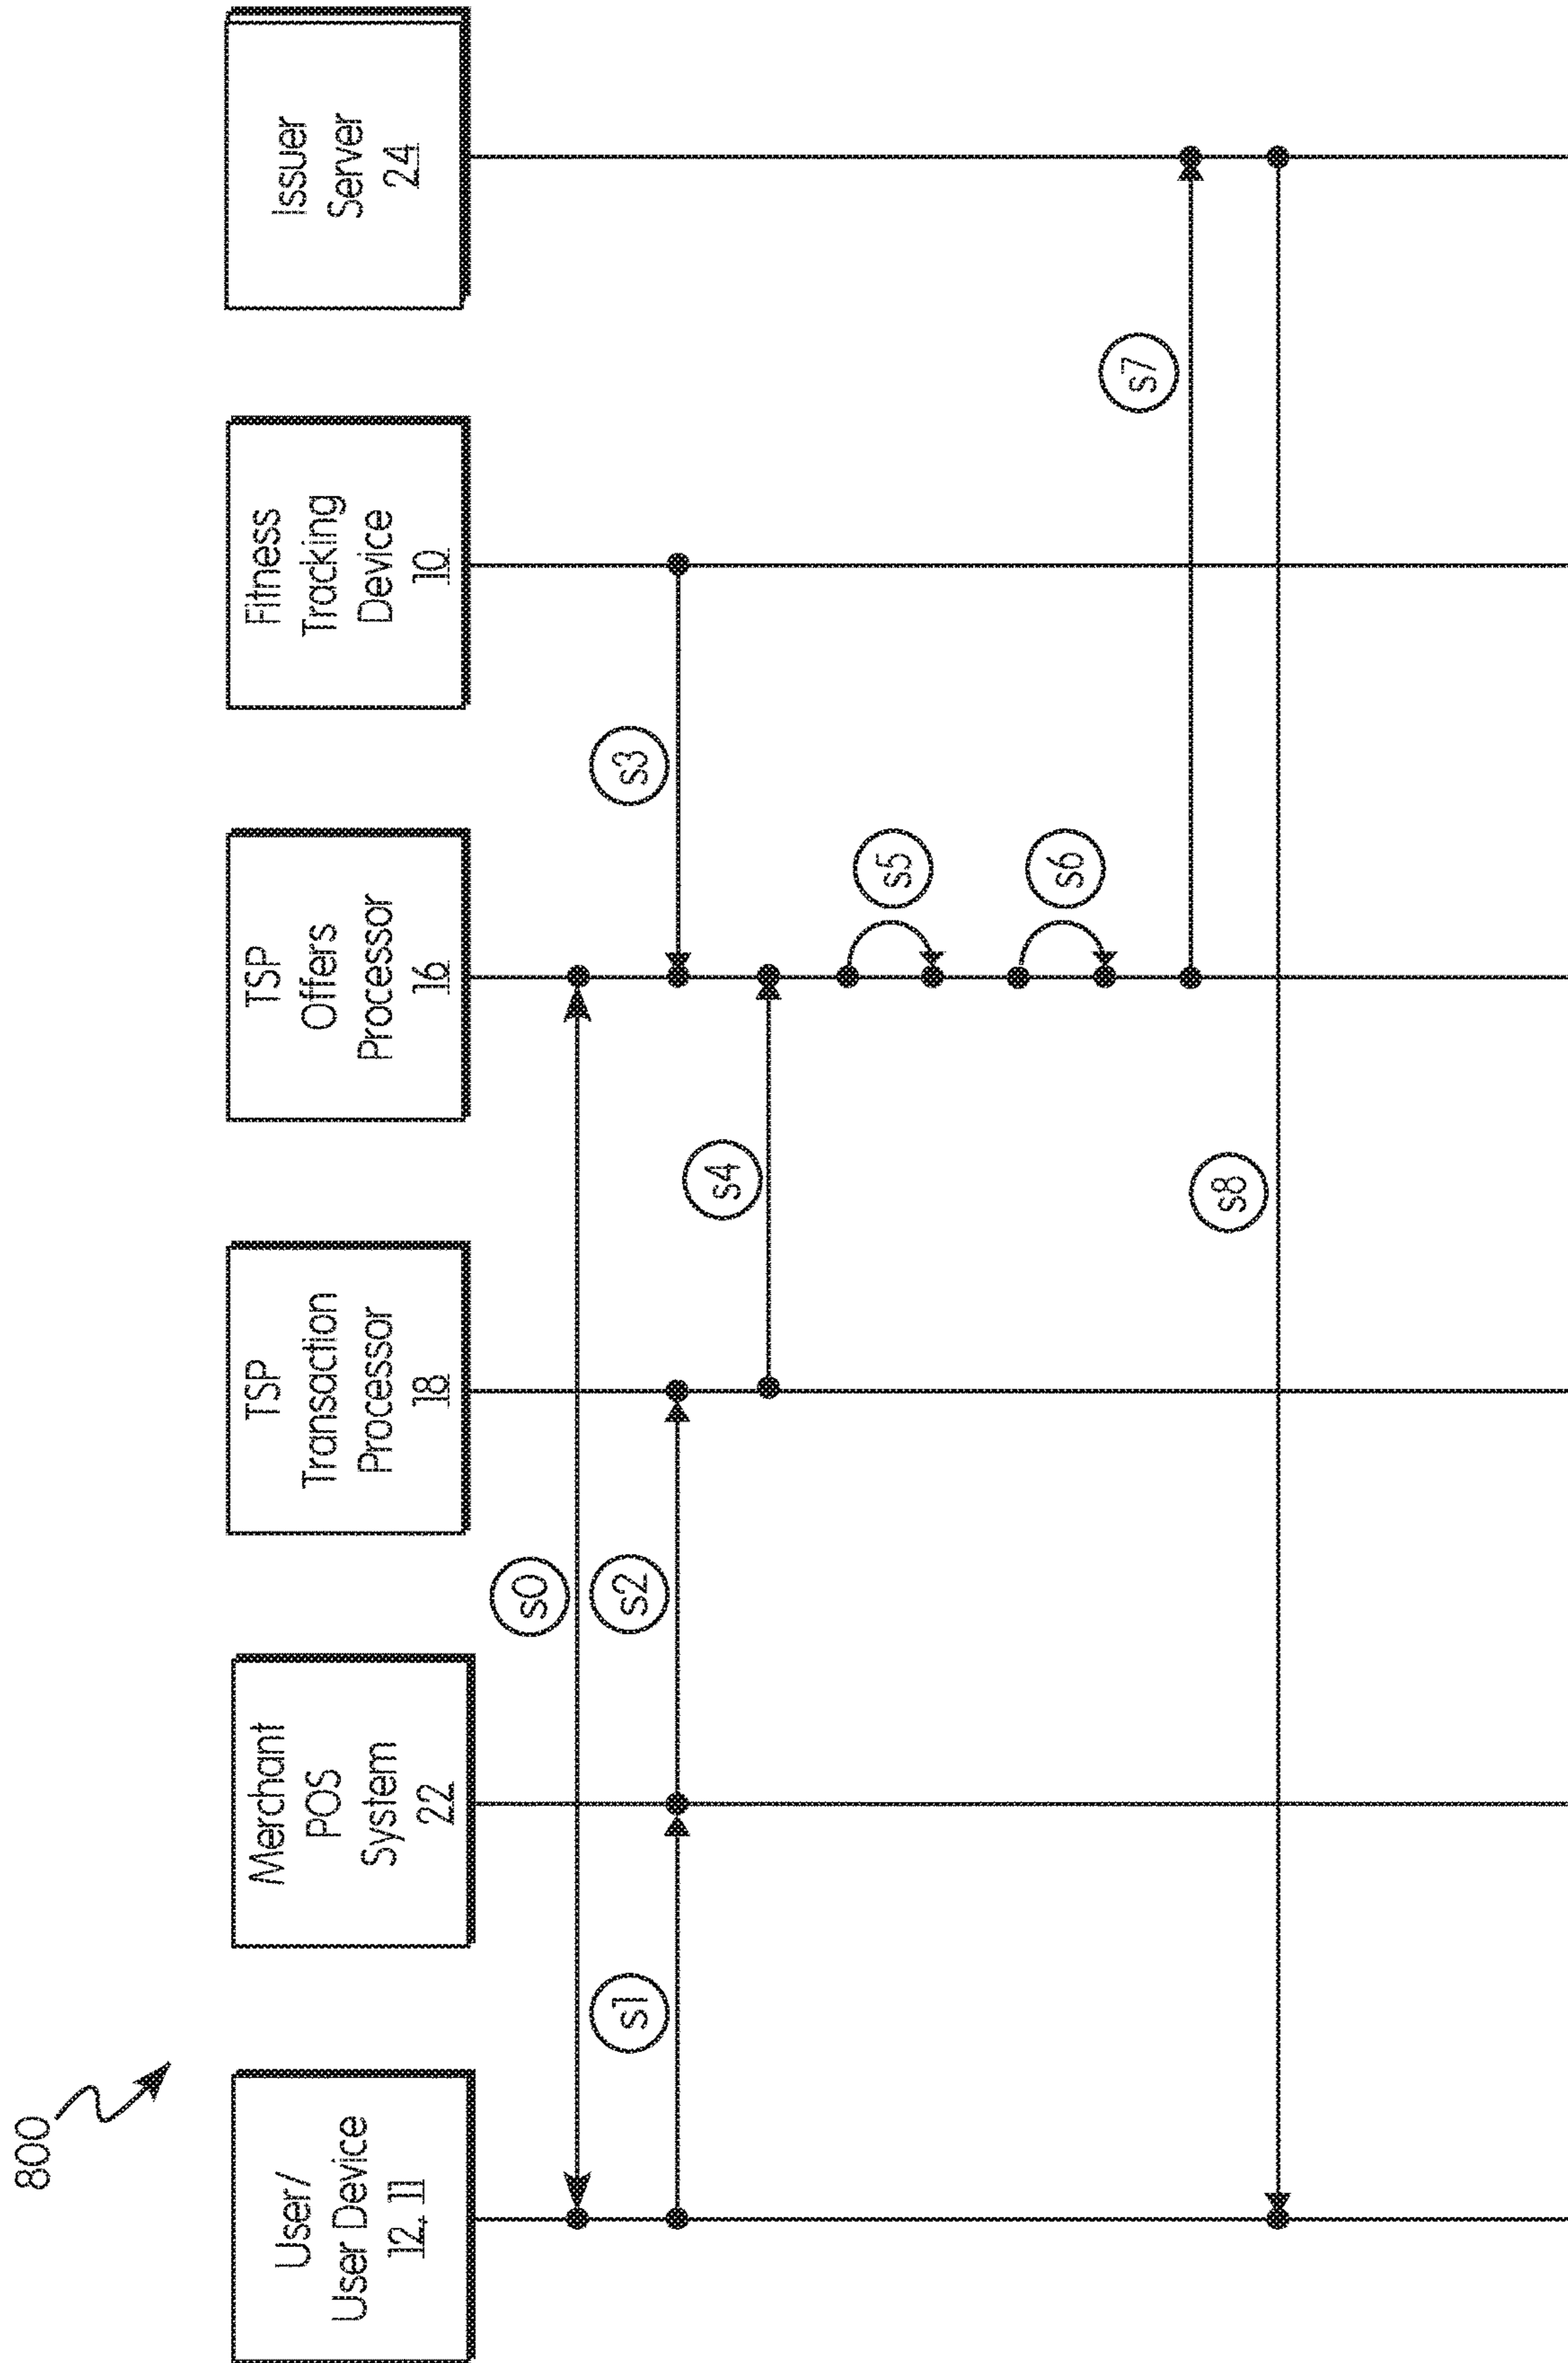 800
User/
User Device
12, 11
Merchant
POS
System
22
TSP
Transaction
Processor
18
TSP
Offers
Processor
16
Fitness
Tracking
Device
10
Issuer
Server
24
s0
s1
s2
s3
s4
s5
s6
s7
s8